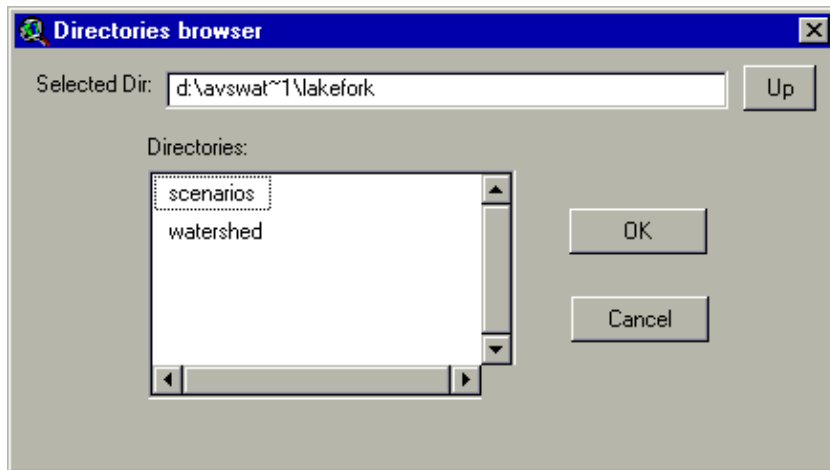 Directories browser
Selected Dir: d:\avswat~1\lakefork Up
Directories:
scenarios
watershed
OK
Cancel